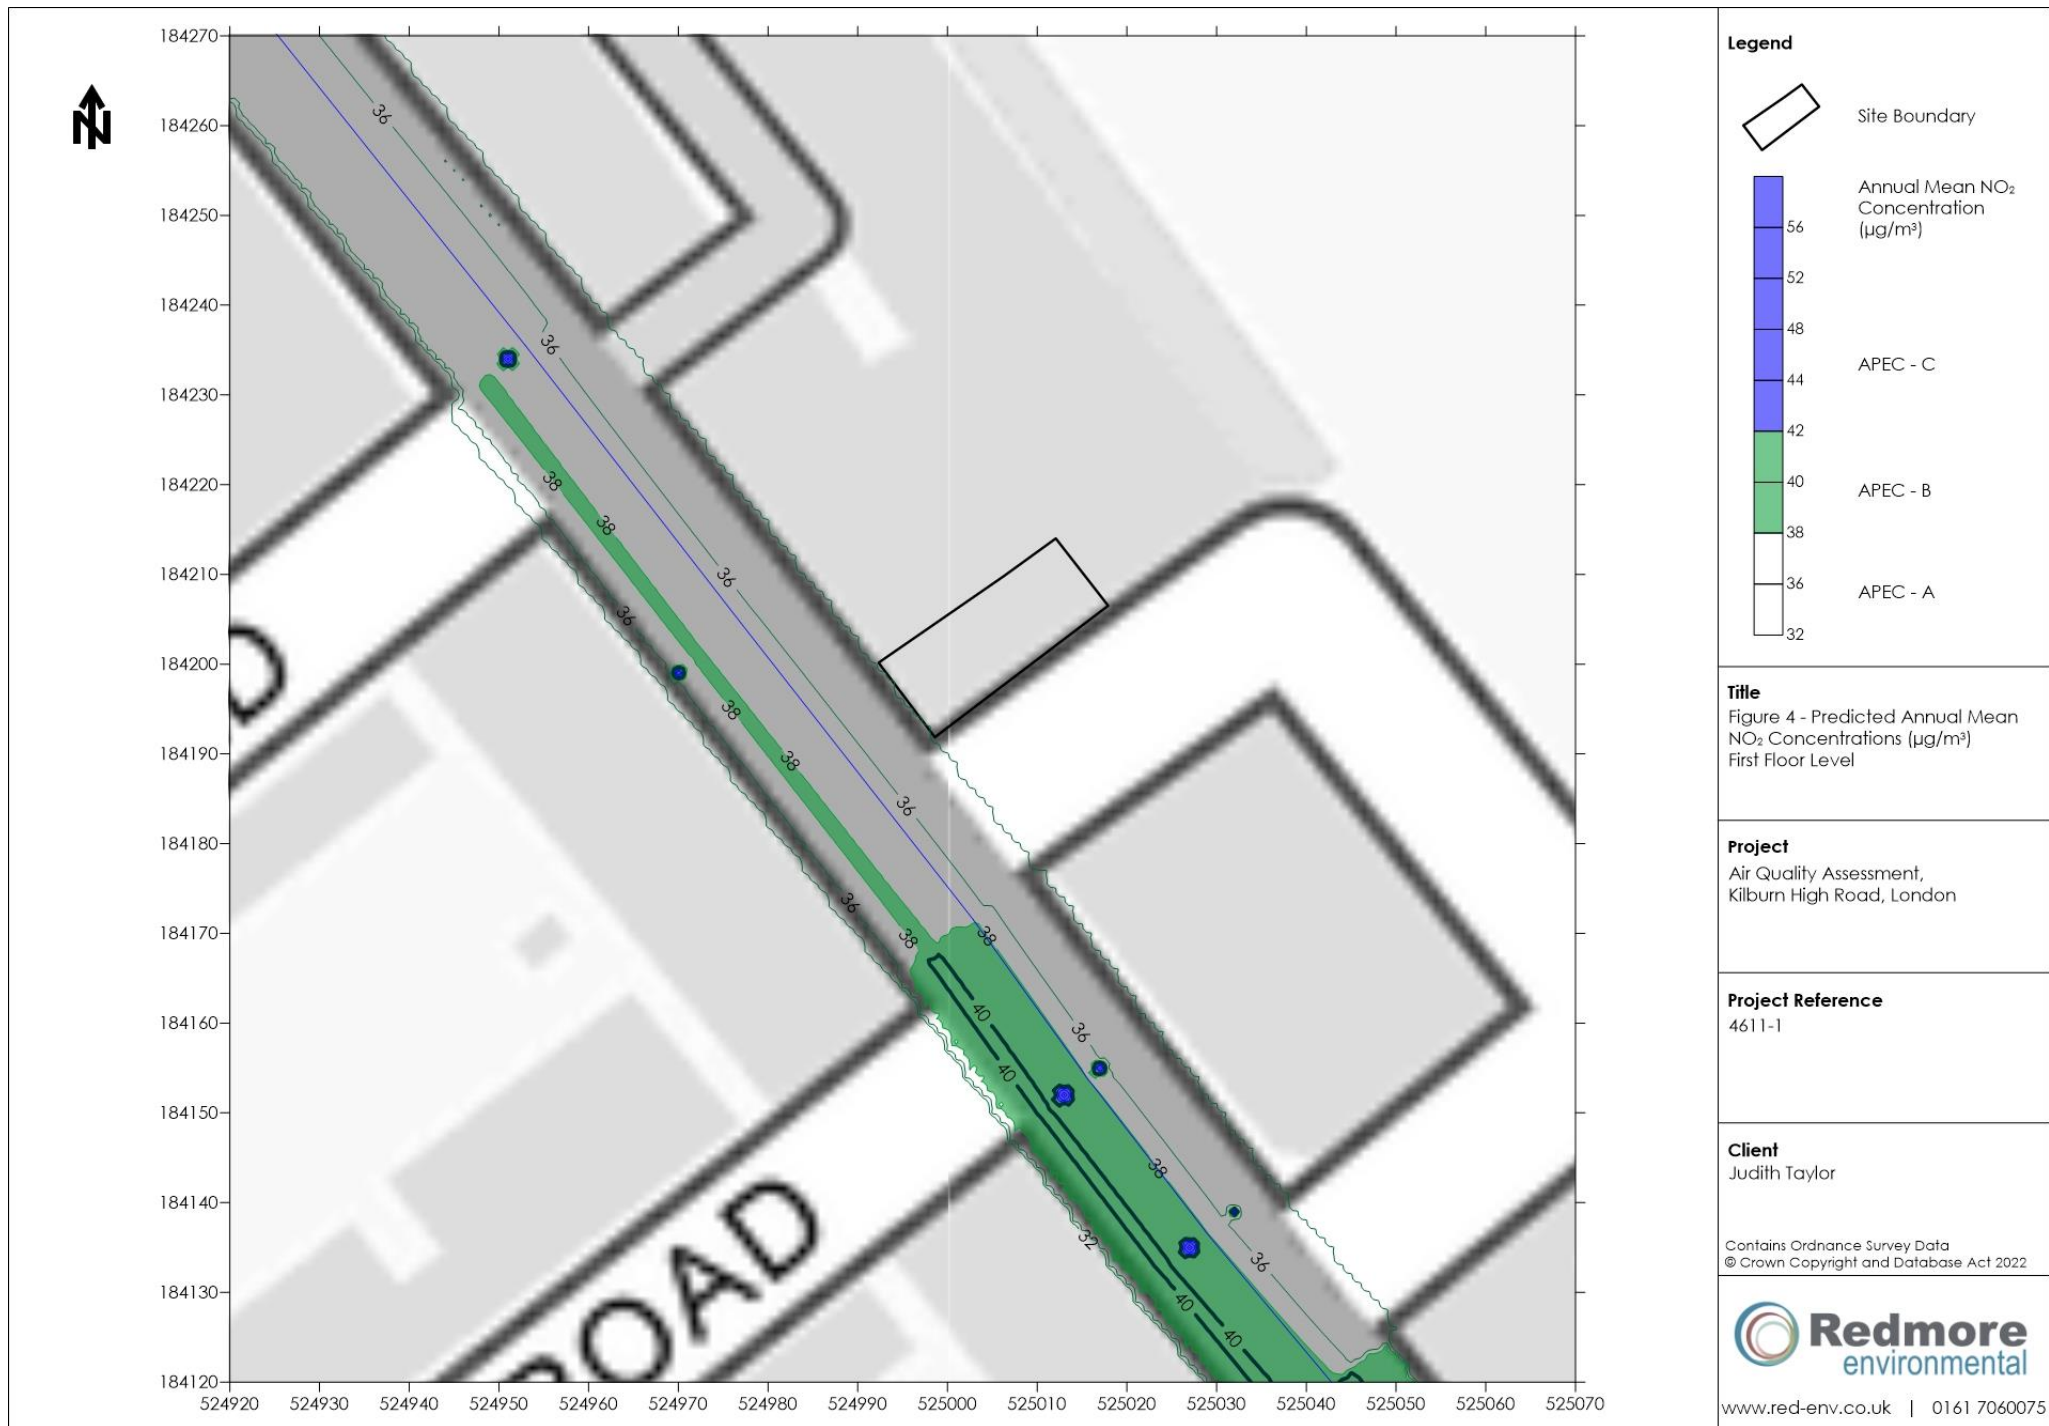 184270
184260
184250
184240
184230
184220
184210
184200
184190
184180
184170
184160
184150
184140
184130
184120
524920 524930 524940 524950 524960 524970 524980 524990 525000 525010 525020 525030 525040 525050 525060 525070
N
36
36
38
38
36
36
38
38
36
36
38
38
40
36
40
38
32
36
40
40
D
ROAD
Legend
Site Boundary
Annual Mean NO₂
Concentration
(µg/m³)
56
52
48
44
42
40
38
36
32
APEC - C
APEC - B
APEC - A
Title
Figure 4 - Predicted Annual Mean
NO₂ Concentrations (µg/m³)
First Floor Level
Project
Air Quality Assessment,
Kilburn High Road, London
Project Reference
4611-1
Client
Judith Taylor
Contains Ordnance Survey Data
© Crown Copyright and Database Act 2022
Redmore
environmental
www.red-env.co.uk | 0161 7060075